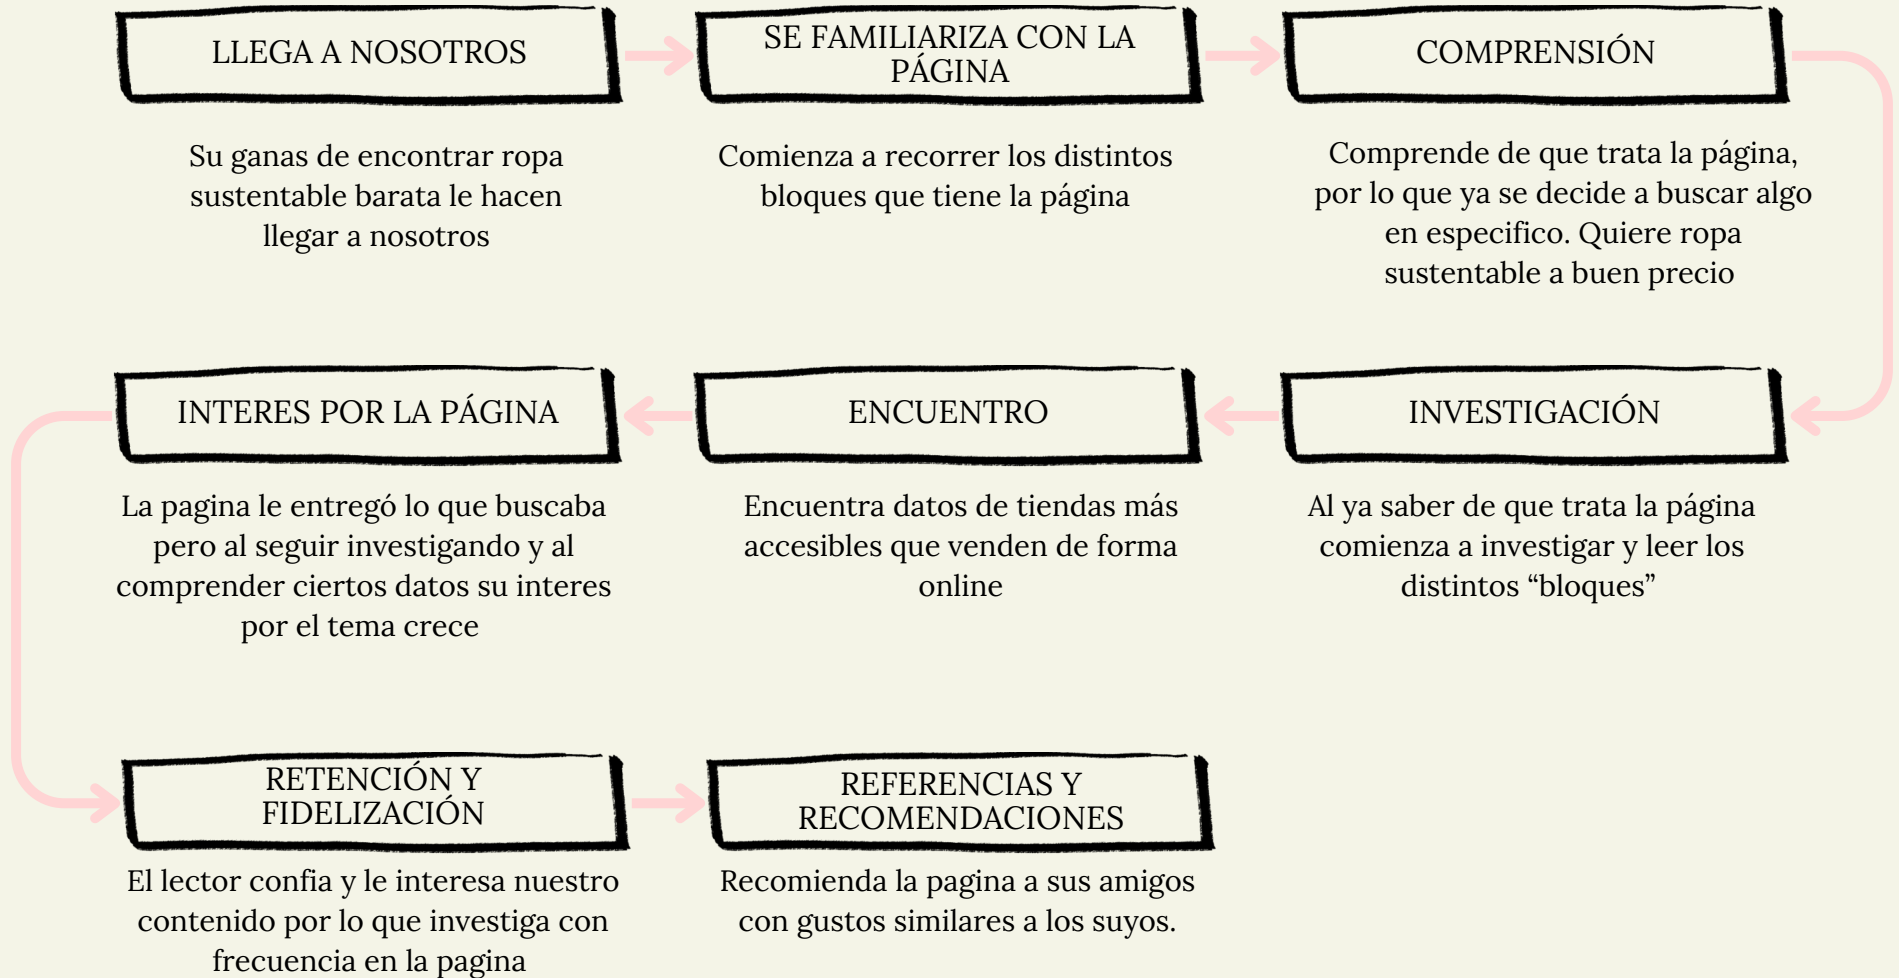 LLEGA A NOSOTROS
Su ganas de encontrar ropa
sustentable barata le hacen
llegar a nosotros
SE FAMILIARIZA CON LA
PÁGINA
Comienza a recorrer los distintos
bloques que tiene la página
COMPRENSIÓN
Comprende de que trata la página,
por lo que ya se decide a buscar algo
en especifico. Quiere ropa
sustentable a buen precio
INVESTIGACIÓN
Al ya saber de que trata la página
comienza a investigar y leer los
distintos “bloques”
ENCUENTRO
Encuentra datos de tiendas más
accesibles que venden de forma
online
INTERES POR LA PÁGINA
La pagina le entregó lo que buscaba
pero al seguir investigando y al
comprender ciertos datos su interes
por el tema crece
RETENCIÓN Y
FIDELIZACIÓN
El lector confia y le interesa nuestro
contenido por lo que investiga con
frecuencia en la pagina
REFERENCIAS Y
RECOMENDACIONES
Recomienda la pagina a sus amigos
con gustos similares a los suyos.